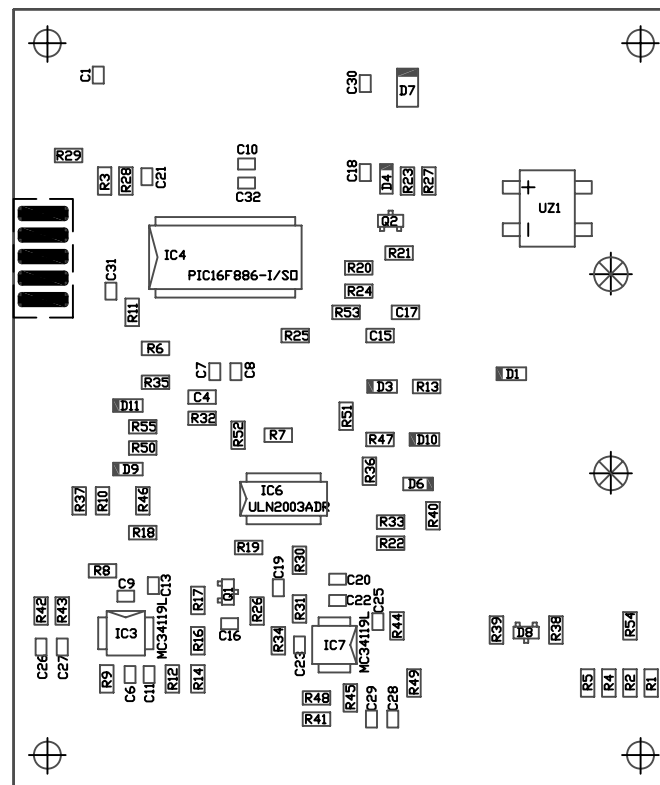 C1
C30
D7
R29
R3
R28
C21
C10
C32
C18
D4
R23
R27
UZ1
Q2
IC4
PIC16F886-I/SO
R21
R20
R24
C31
R11
R53
C17
R25
C15
R6
C7
C8
D1
R35
D3
R13
C4
D11
R32
R51
R55
R52
R7
R47
D10
R50
D9
R36
D6
R37
R10
R46
IC6
ULN2003ADR
R40
R33
R18
R22
R19
R30
R8
C9
C13
C19
C20
C22
Q1
R17
R26
R31
C25
R42
R43
IC3
MC34119L
C16
R16
R34
C23
IC7
MC34119L
R44
R39
D8
R38
R54
C26
C27
R9
C6
C11
R12
R14
R48
R41
R45
C29
C28
R49
R5
R4
R2
R1